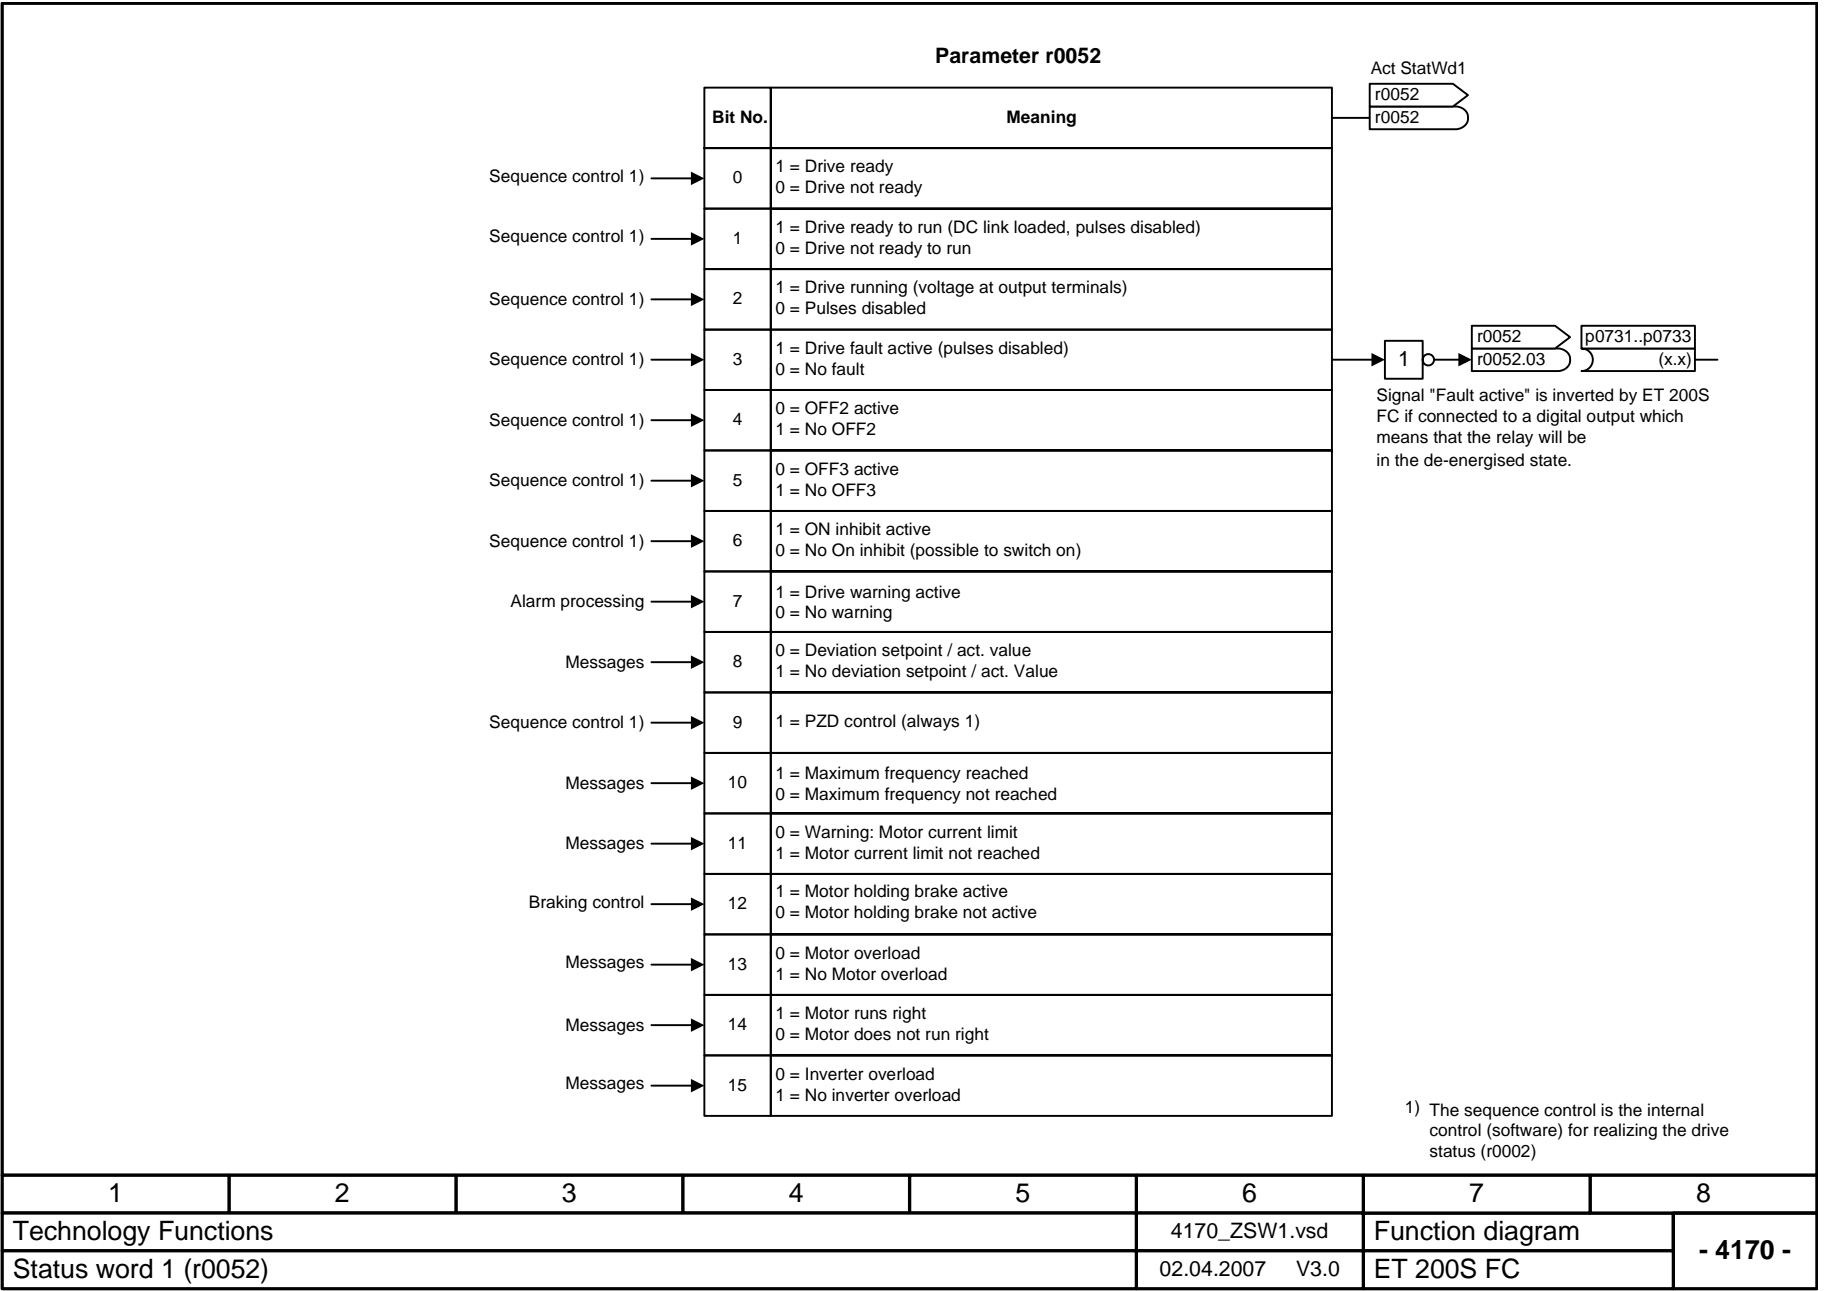 Parameter r0052
Act StatWd1
r0052
r0052
Bit No.
Meaning
Sequence control 1)
0
1 = Drive ready
0 = Drive not ready
Sequence control 1)
1
1 = Drive ready to run (DC link loaded, pulses disabled)
0 = Drive not ready to run
Sequence control 1)
2
1 = Drive running (voltage at output terminals)
0 = Pulses disabled
Sequence control 1)
3
1 = Drive fault active (pulses disabled)
0 = No fault
1
r0052
r0052.03
p0731..p0733
(x.x)
Signal "Fault active" is inverted by ET 200S
FC if connected to a digital output which
means that the relay will be
in the de-energised state.
Sequence control 1)
4
0 = OFF2 active
1 = No OFF2
Sequence control 1)
5
0 = OFF3 active
1 = No OFF3
Sequence control 1)
6
1 = ON inhibit active
0 = No On inhibit (possible to switch on)
Alarm processing
7
1 = Drive warning active
0 = No warning
Messages
8
0 = Deviation setpoint / act. value
1 = No deviation setpoint / act. Value
Sequence control 1)
9
1 = PZD control (always 1)
Messages
10
1 = Maximum frequency reached
0 = Maximum frequency not reached
Messages
11
0 = Warning: Motor current limit
1 = Motor current limit not reached
Braking control
12
1 = Motor holding brake active
0 = Motor holding brake not active
Messages
13
0 = Motor overload
1 = No Motor overload
Messages
14
1 = Motor runs right
0 = Motor does not run right
Messages
15
0 = Inverter overload
1 = No inverter overload
1) The sequence control is the internal
control (software) for realizing the drive
status (r0002)
1 2 3 4 5 6 7 8
Technology Functions
4170_ZSW1.vsd
Function diagram
- 4170 -
Status word 1 (r0052)
02.04.2007 V3.0
ET 200S FC